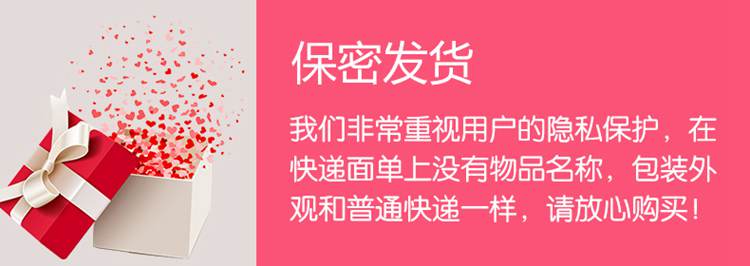 保密发货
我们非常重视用户的隐私保护，在
快递面单上没有物品名称，包装外
观和普通快递一样，请放心购买！